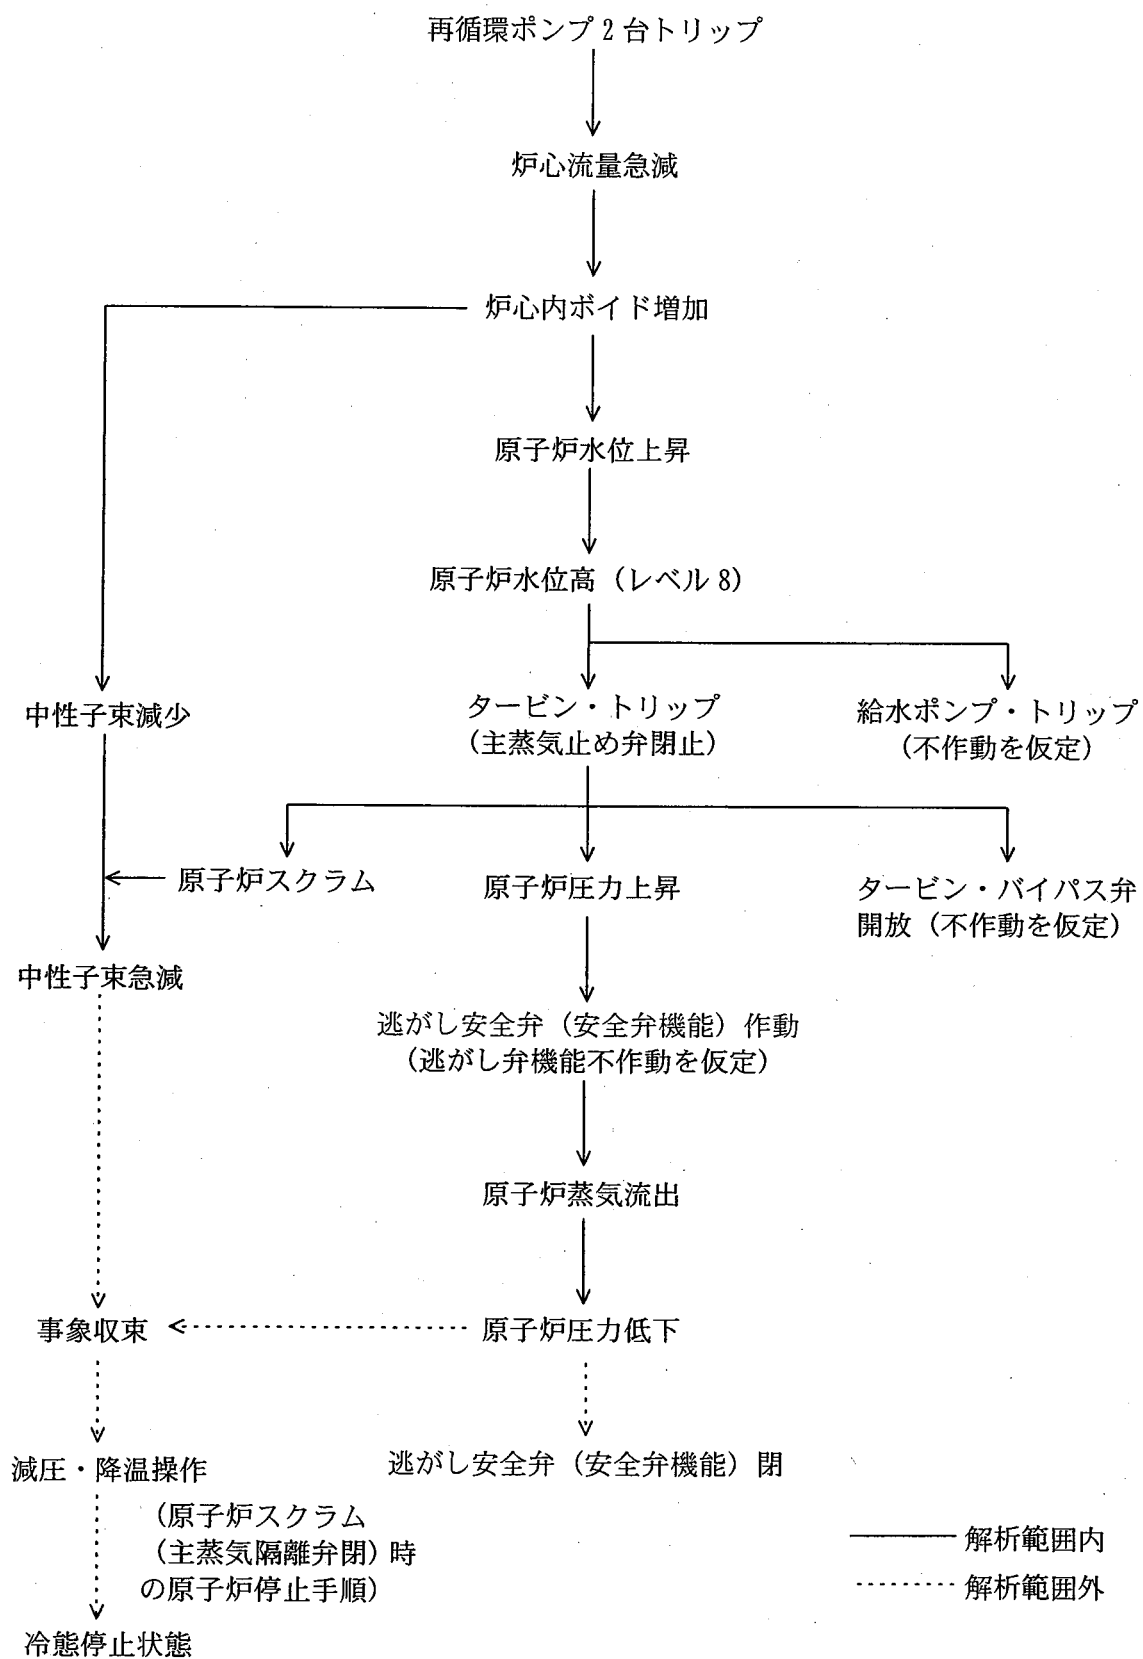 再循環ポンプ2台トリップ
炉心流量急減
炉心内ボイド増加
原子炉水位上昇
原子炉水位高（レベル8）
中性子束減少
タービン・トリップ
（主蒸気止め弁閉止）
給水ポンプ・トリップ
（不作動を仮定）
原子炉スクラム
原子炉圧力上昇
タービン・バイパス弁
開放（不作動を仮定）
中性子束急減
逃がし安全弁（安全弁機能）作動
（逃がし弁機能不作動を仮定）
原子炉蒸気流出
事象収束
原子炉圧力低下
減圧・降温操作
逃がし安全弁（安全弁機能）閉
（原子炉スクラム
（主蒸気隔離弁閉）時
の原子炉停止手順）
解析範囲内
解析範囲外
冷態停止状態